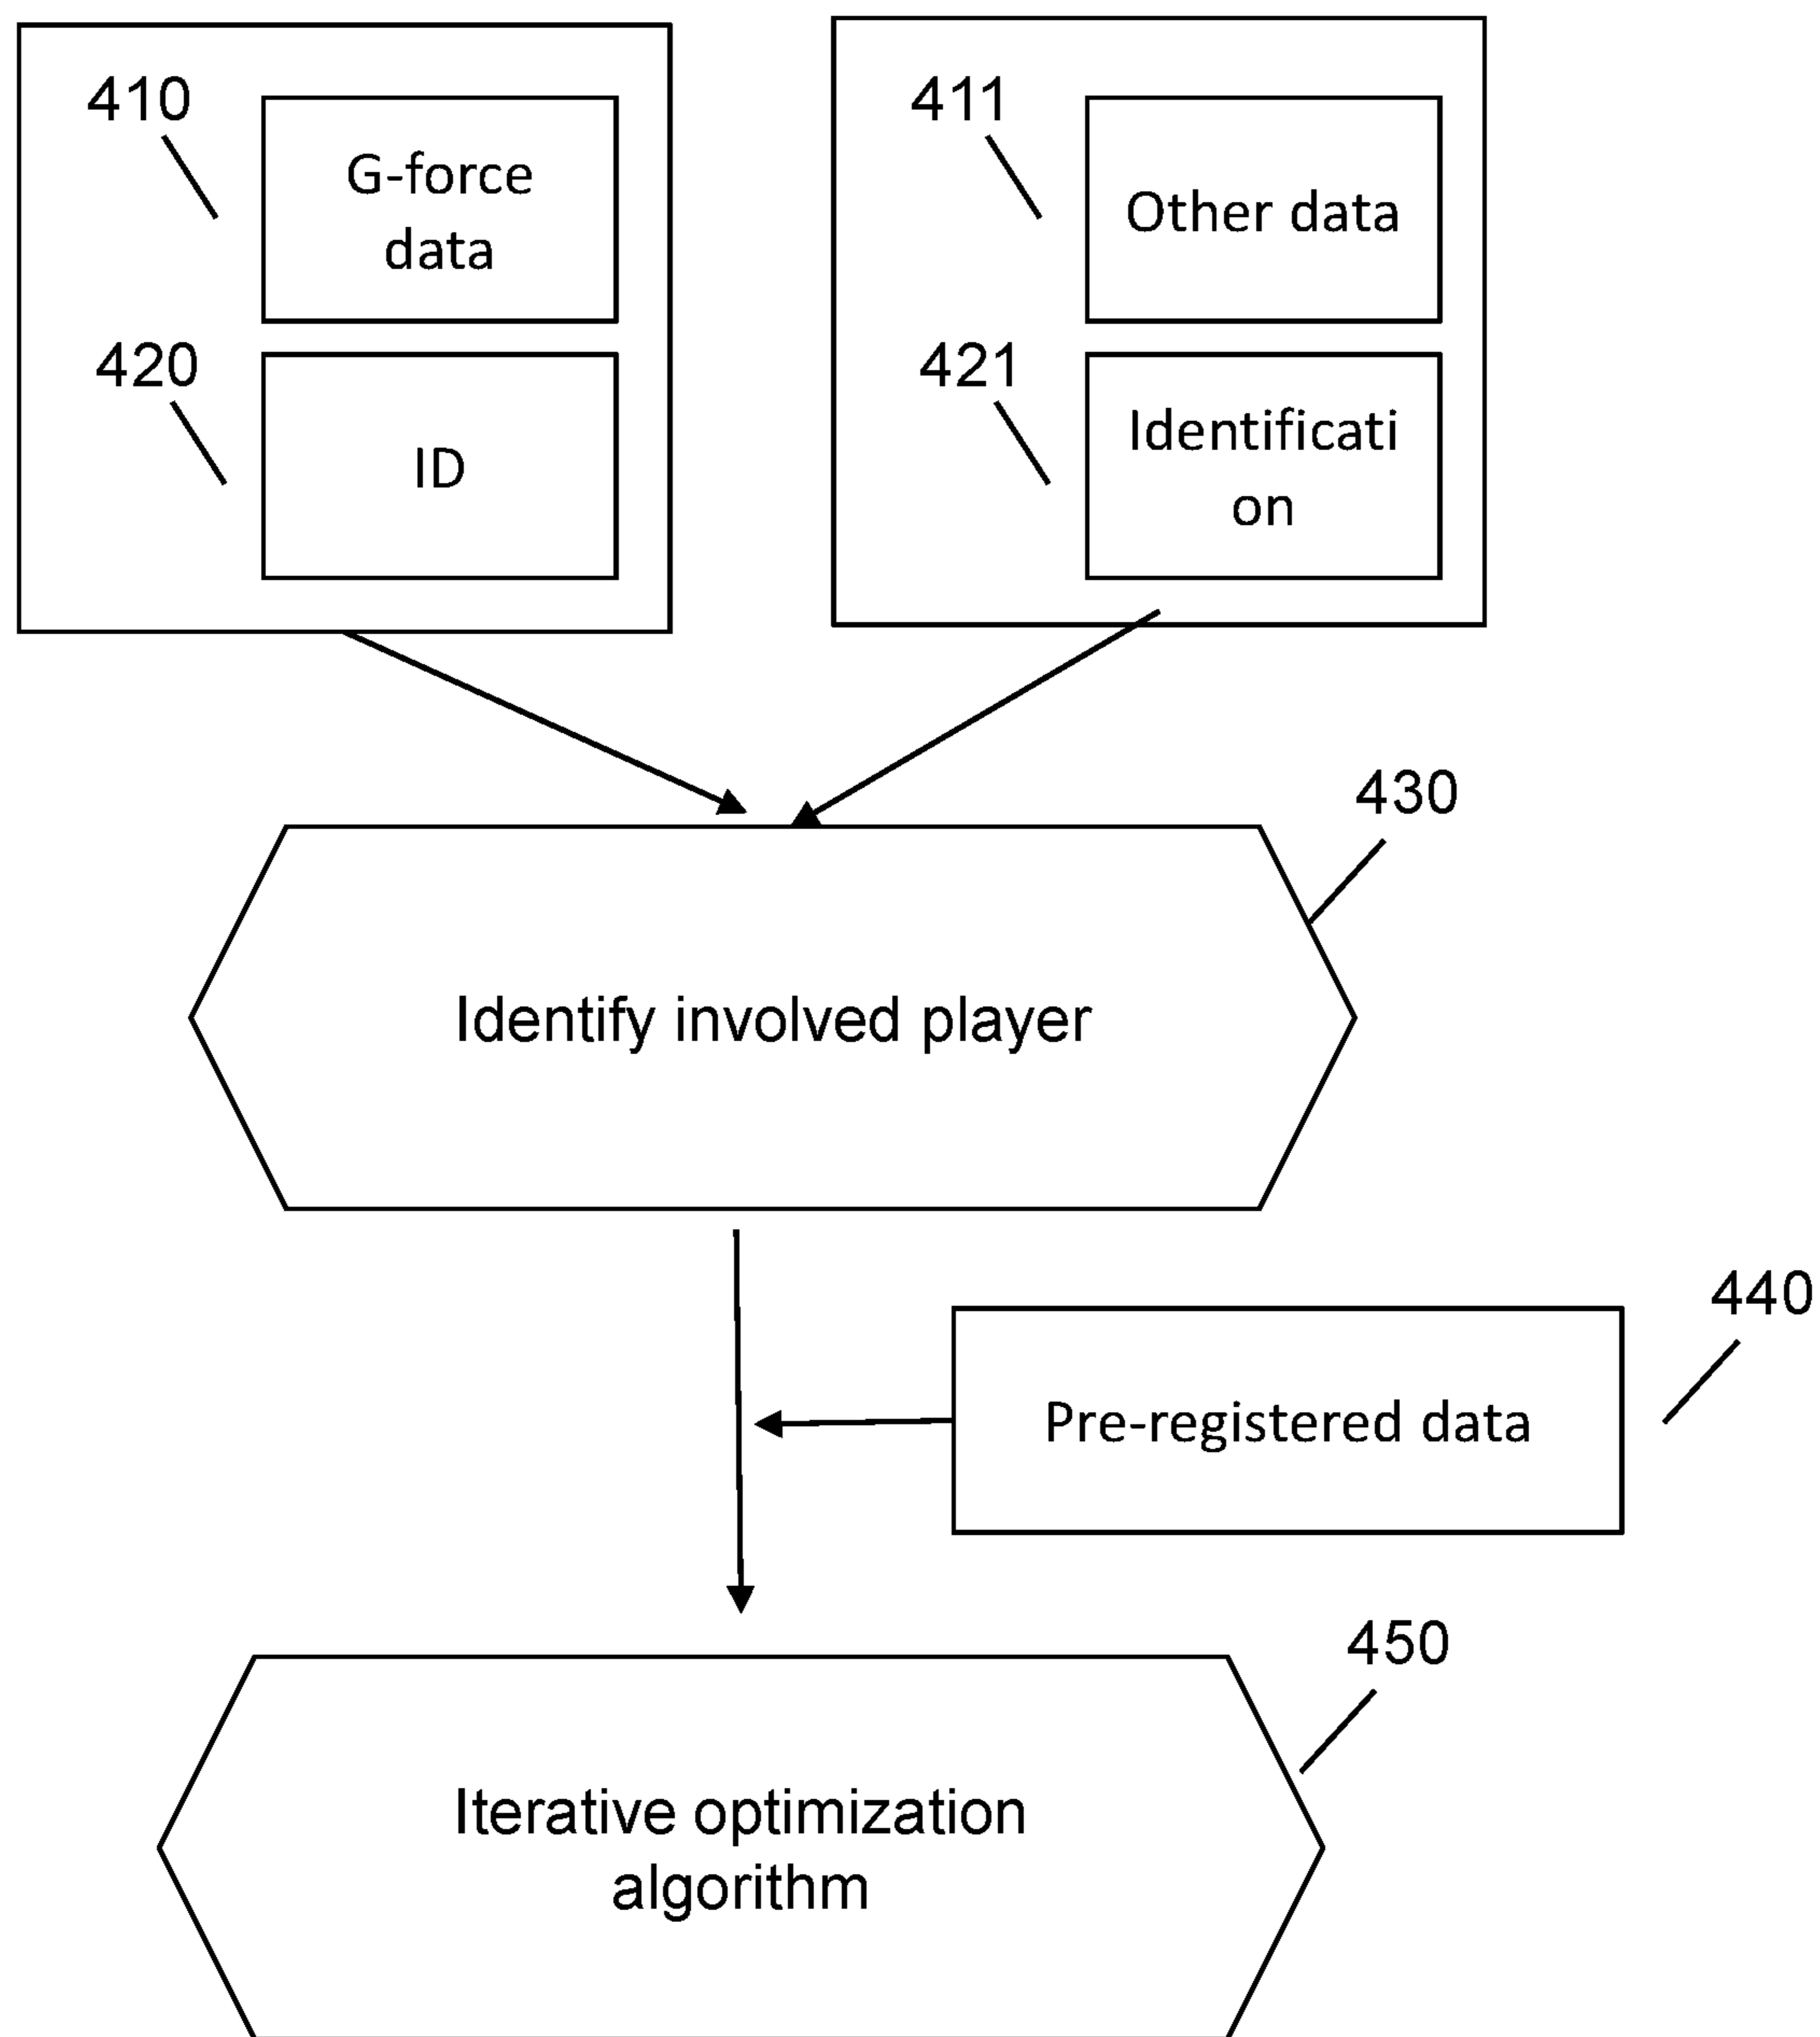 410
G-force
data
420
ID
411
Other data
421
Identificati
on
430
Identify involved player
440
Pre-registered data
450
Iterative optimization
algorithm